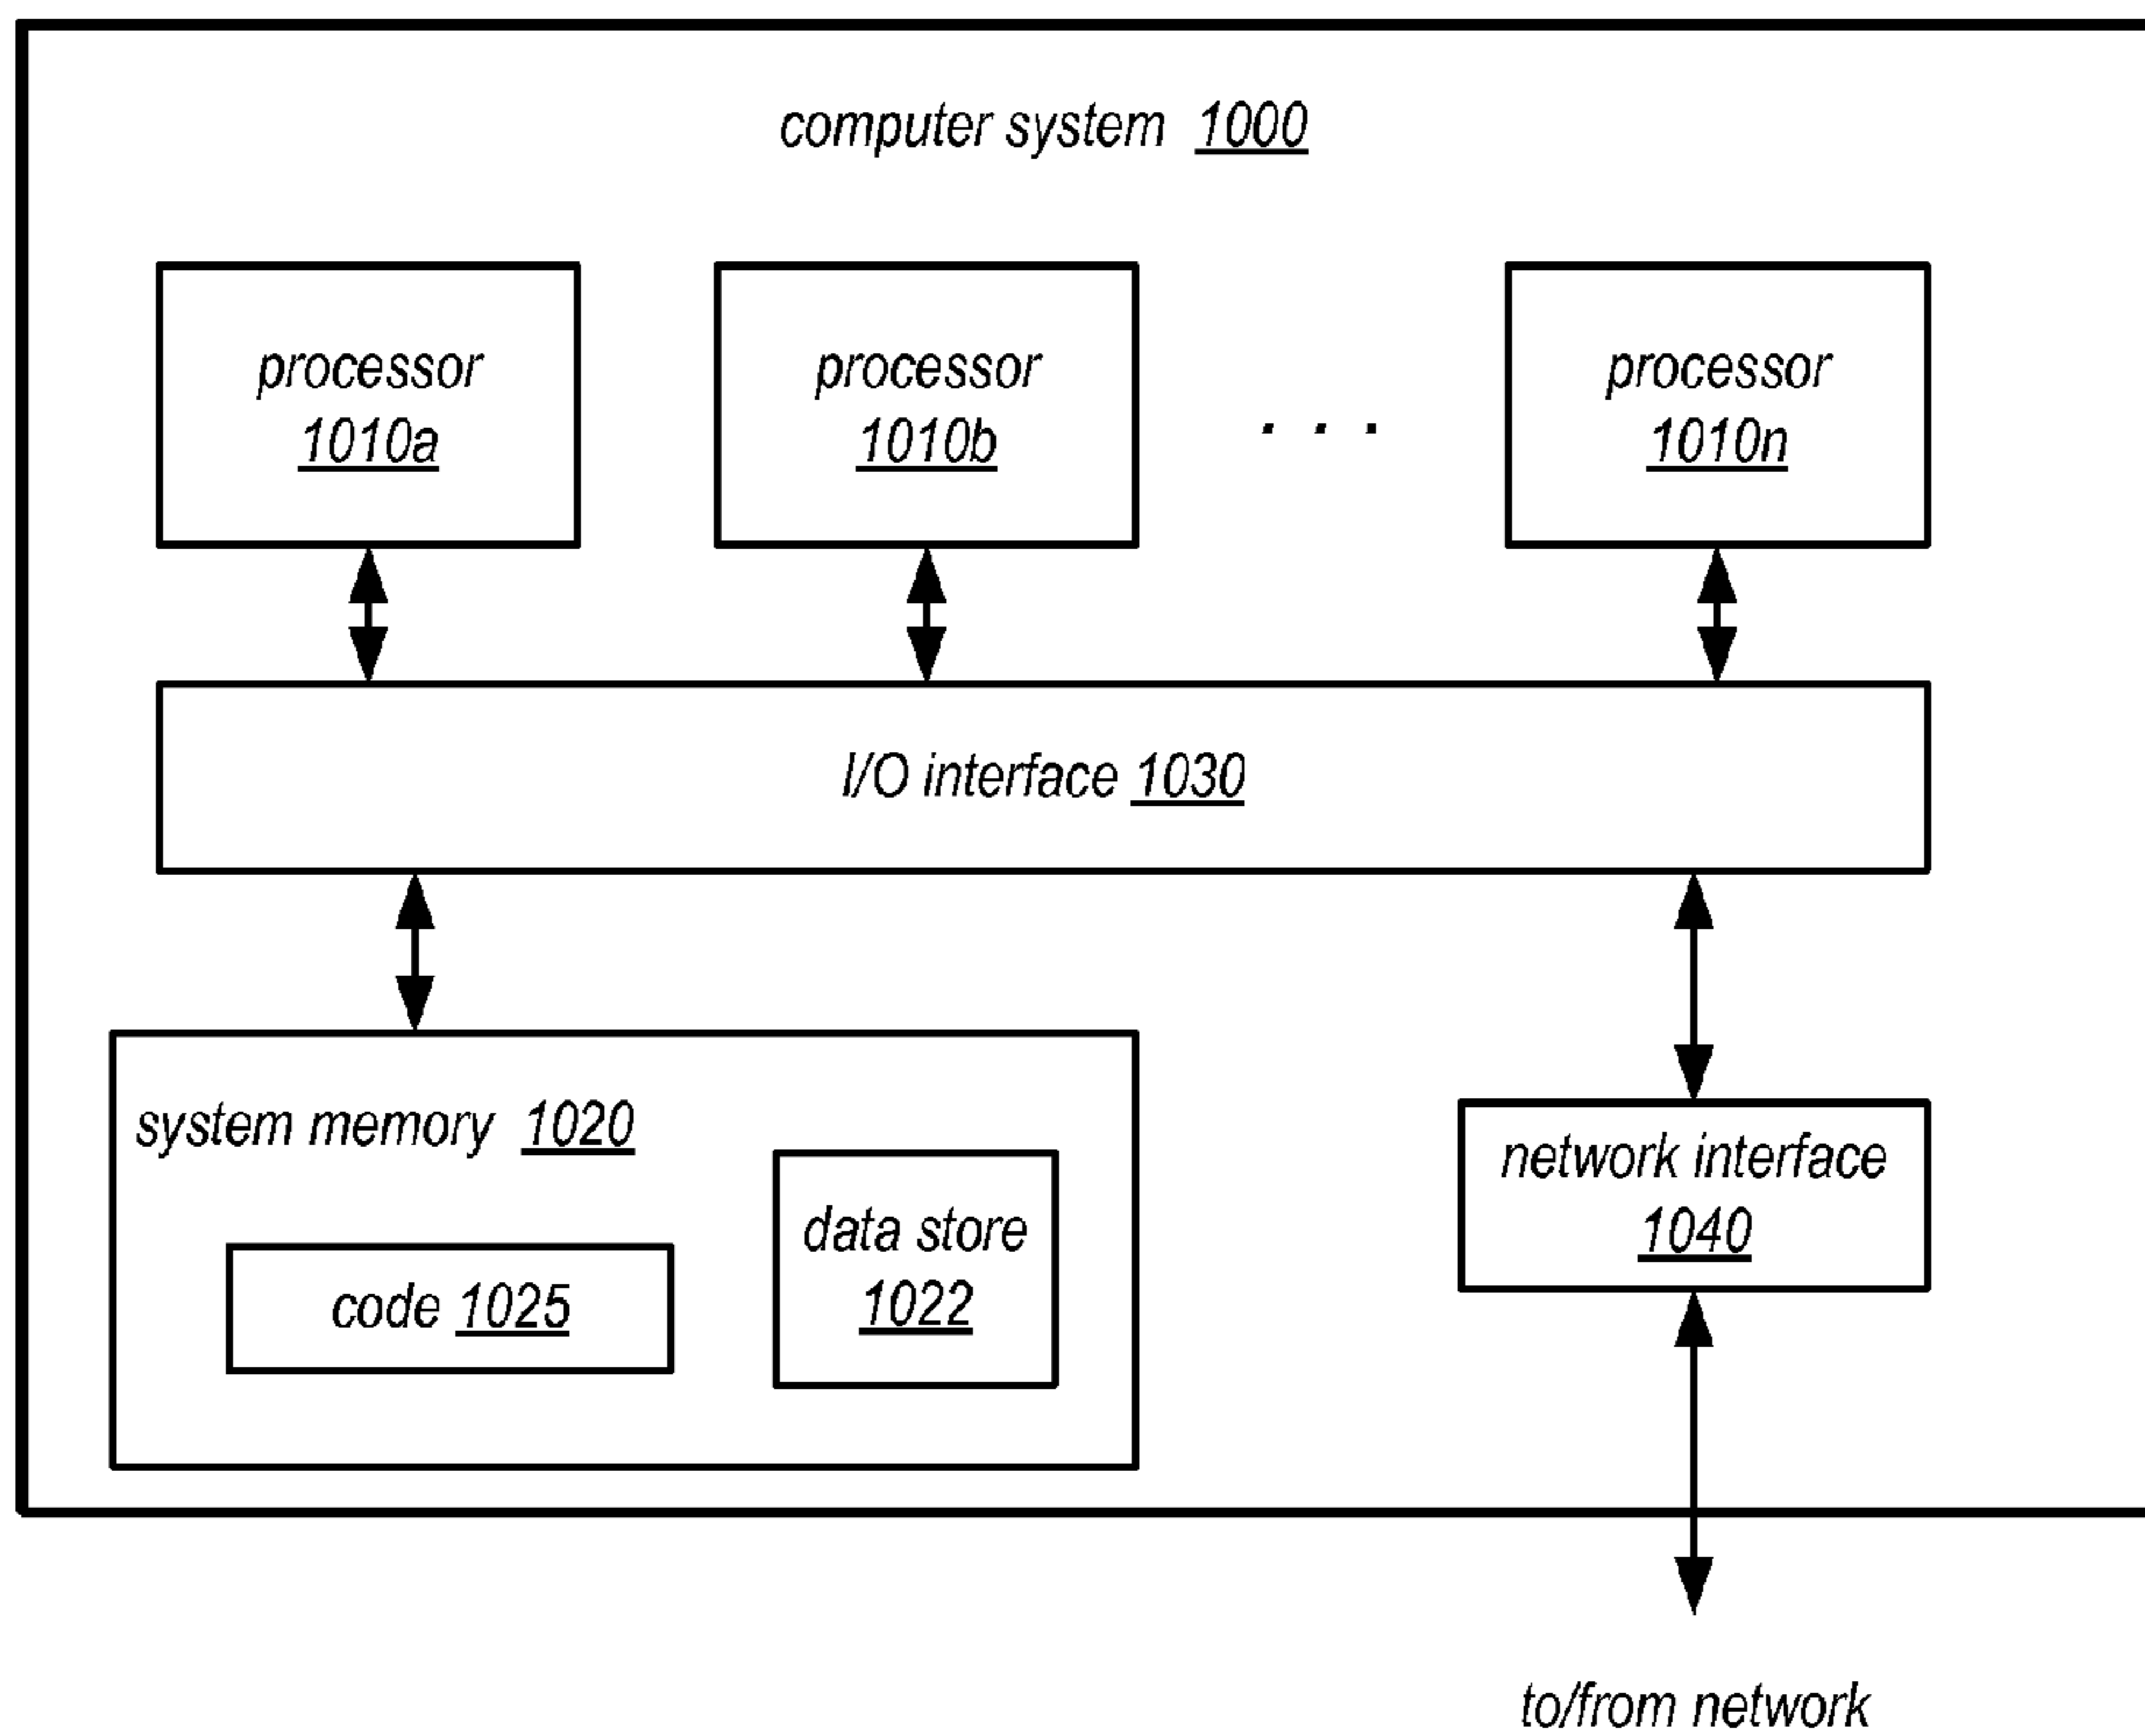 computer system 1000
processor
1010a
processor
1010b
. . .
processor
1010n
I/O interface 1030
system memory 1020
data store
1022
code 1025
network interface
1040
to/from network